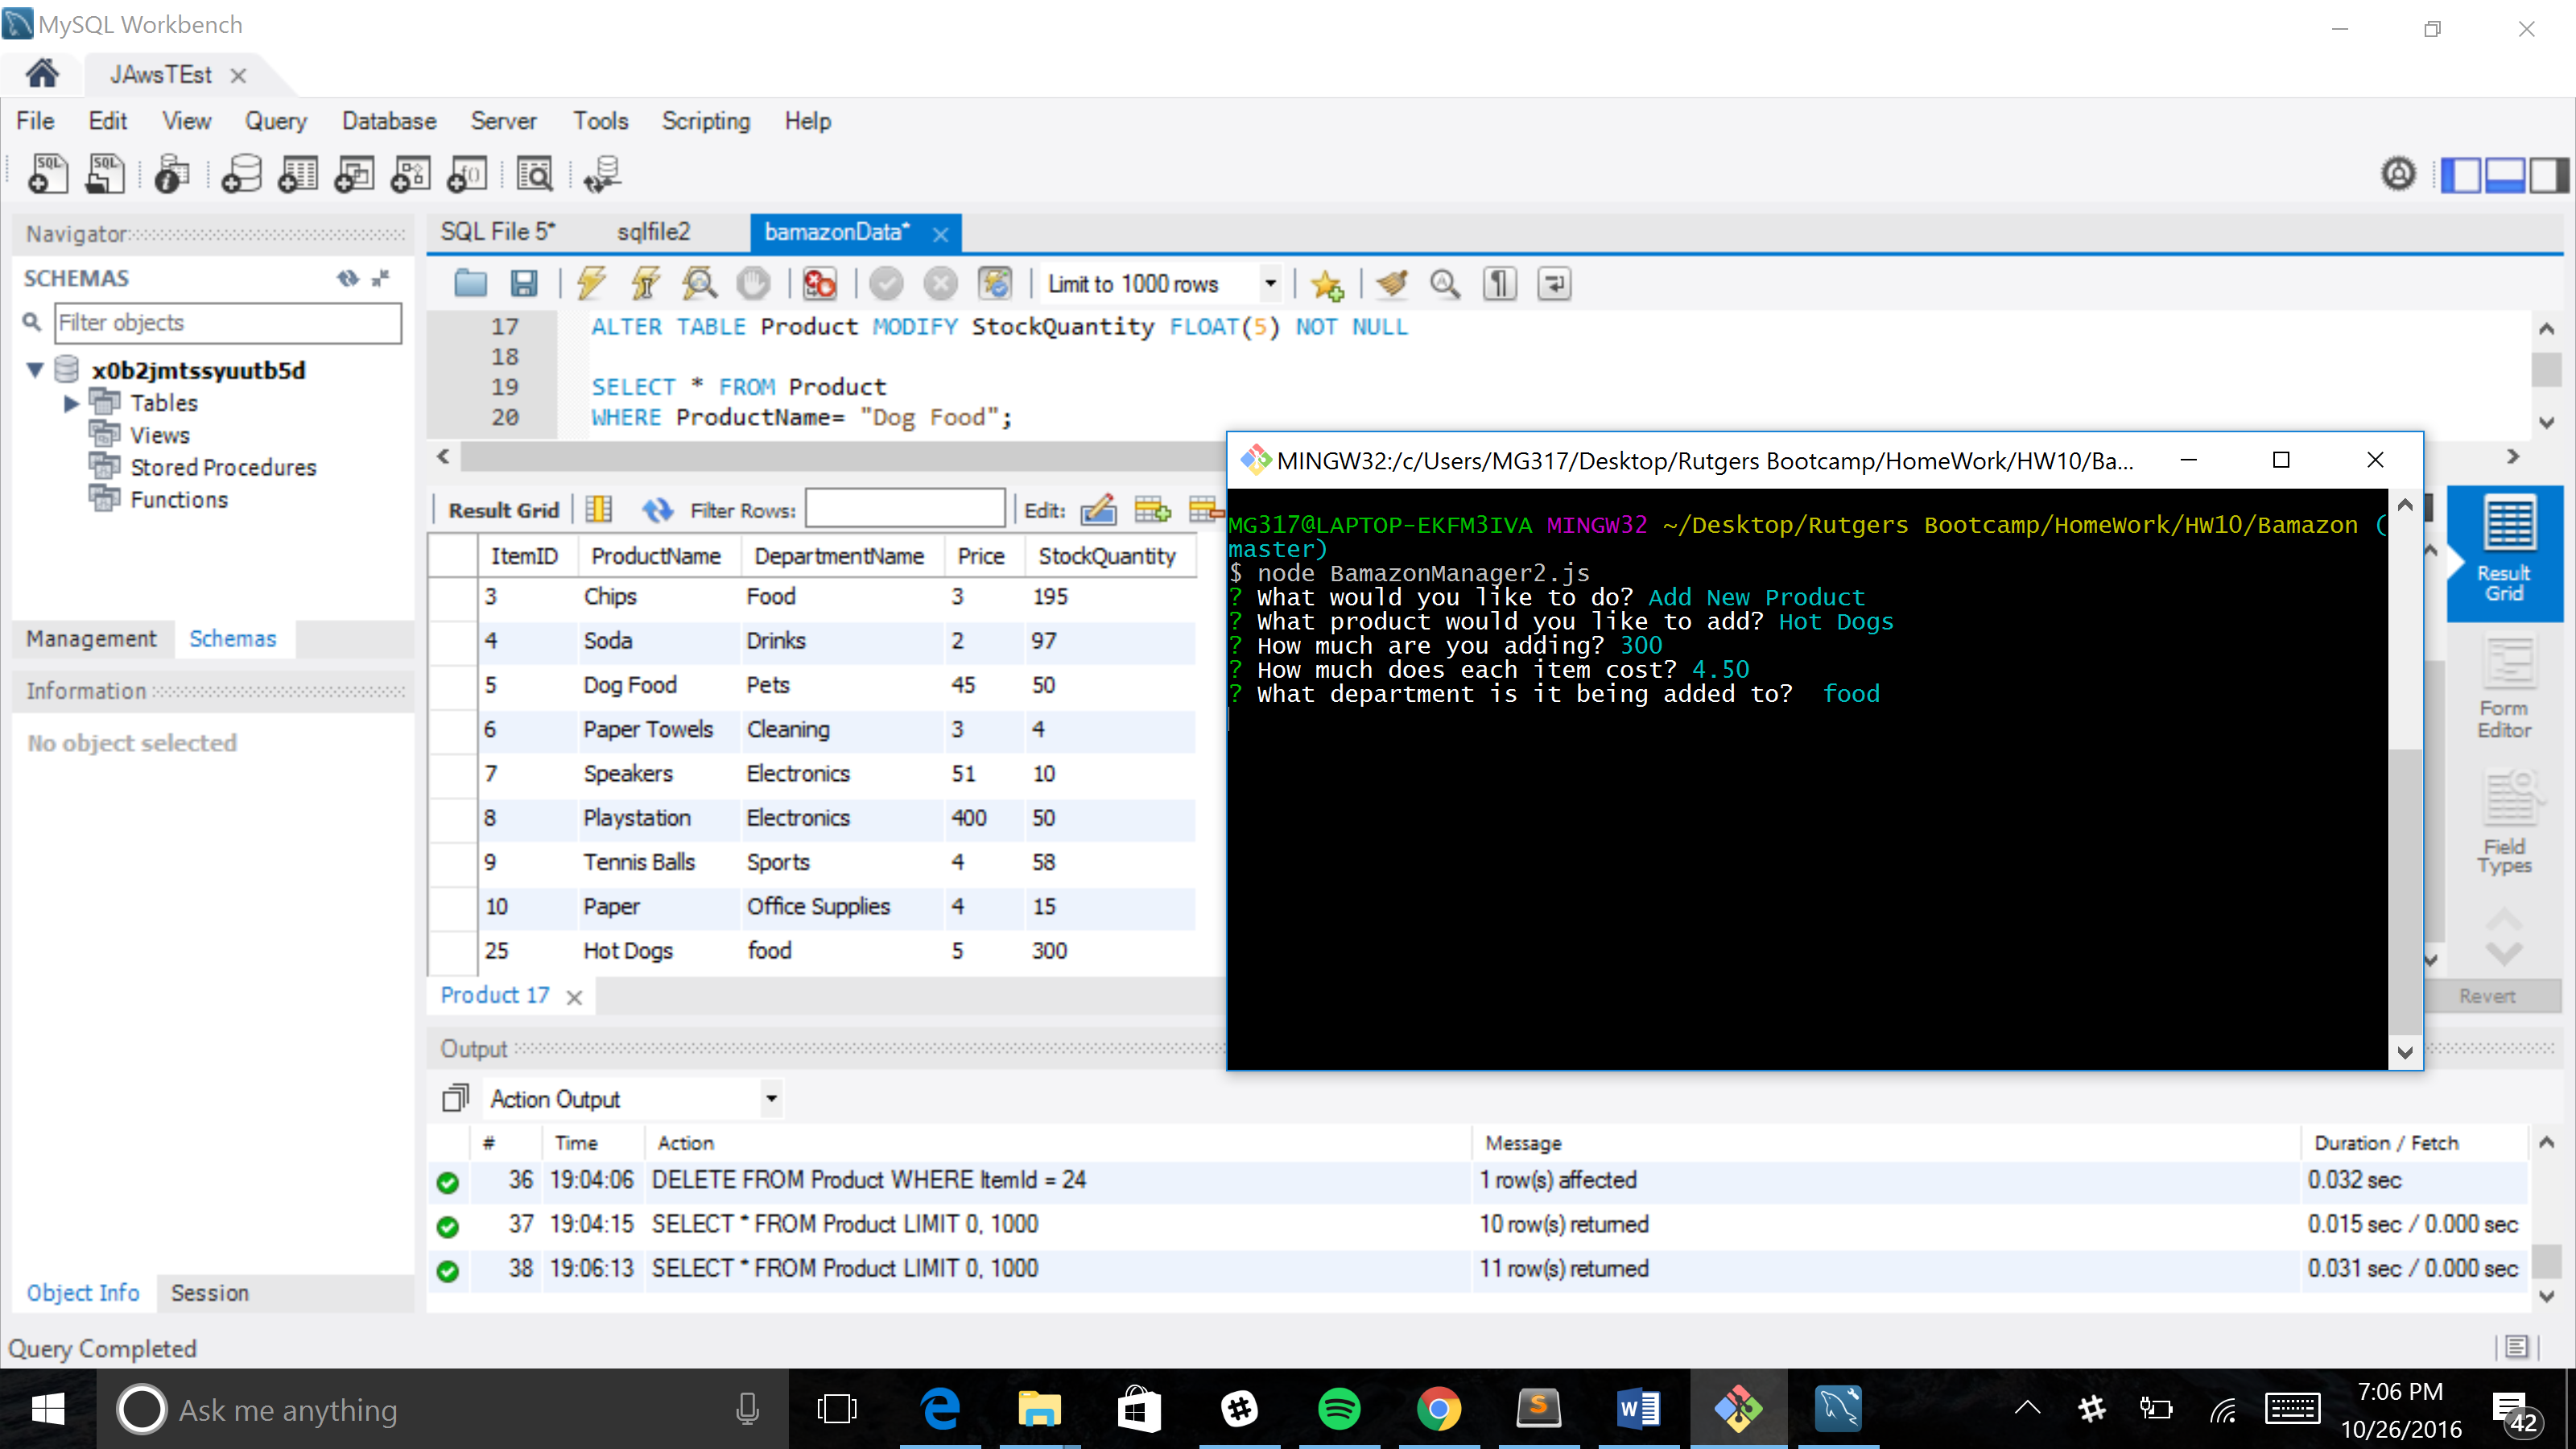 MySQL Workbench
JAwsTEst
File Edit View Query Database Server Tools Scripting Help
Navigator
SCHEMAS
Filter objects
x0b2jmtssyuutb5d
Tables
Views
Stored Procedures
Functions
Management Schemas
Information
No object selected
Object Info Session
SQL File 5* sqlfile2 bamazonData*
Limit to 1000 rows
17 ALTER TABLE Product MODIFY StockQuantity FLOAT(5) NOT NULL
18
19 SELECT * FROM Product
20 WHERE ProductName= "Dog Food";
Result Grid Filter Rows: Edit:
ItemID ProductName DepartmentName Price StockQuantity
3 Chips Food 3 195
4 Soda Drinks 2 97
5 Dog Food Pets 45 50
6 Paper Towels Cleaning 3 4
7 Speakers Electronics 51 10
8 Playstation Electronics 400 50
9 Tennis Balls Sports 4 58
10 Paper Office Supplies 4 15
25 Hot Dogs food 5 300
Product 17
MINGW32:/c/Users/MG317/Desktop/Rutgers Bootcamp/HomeWork/HW10/Ba...
MG317@LAPTOP-EKFM3IVA MINGW32 ~/Desktop/Rutgers Bootcamp/HomeWork/HW10/Bamazon (
master)
$ node BamazonManager2.js
? What would you like to do? Add New Product
? What product would you like to add? Hot Dogs
? How much are you adding? 300
? How much does each item cost? 4.50
? What department is it being added to?  food
Result
Grid
Form
Editor
Field
Types
Revert
Output
Action Output
# Time Action Message Duration / Fetch
36 19:04:06 DELETE FROM Product WHERE ItemId = 24 1 row(s) affected 0.032 sec
37 19:04:15 SELECT * FROM Product LIMIT 0, 1000 10 row(s) returned 0.015 sec / 0.000 sec
38 19:06:13 SELECT * FROM Product LIMIT 0, 1000 11 row(s) returned 0.031 sec / 0.000 sec
Query Completed
Ask me anything
7:06 PM
10/26/2016
42